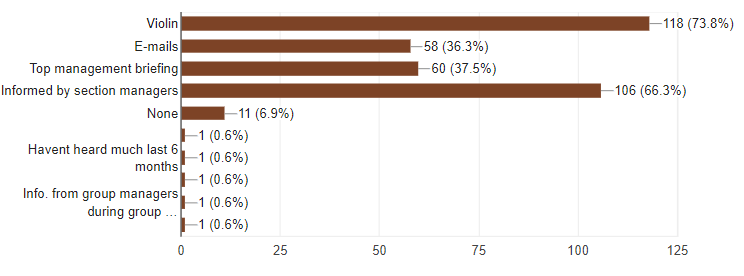 Violin 118 (73.8%)
E-mails 58 (36.3%)
Top management briefing 60 (37.5%)
Informed by section managers 106 (66.3%)
None 11 (6.9%)
1 (0.6%)
Havent heard much last 6
months
1 (0.6%)
1 (0.6%)
Info. from group managers
during group ...
1 (0.6%)
1 (0.6%)
0 25 50 75 100 125